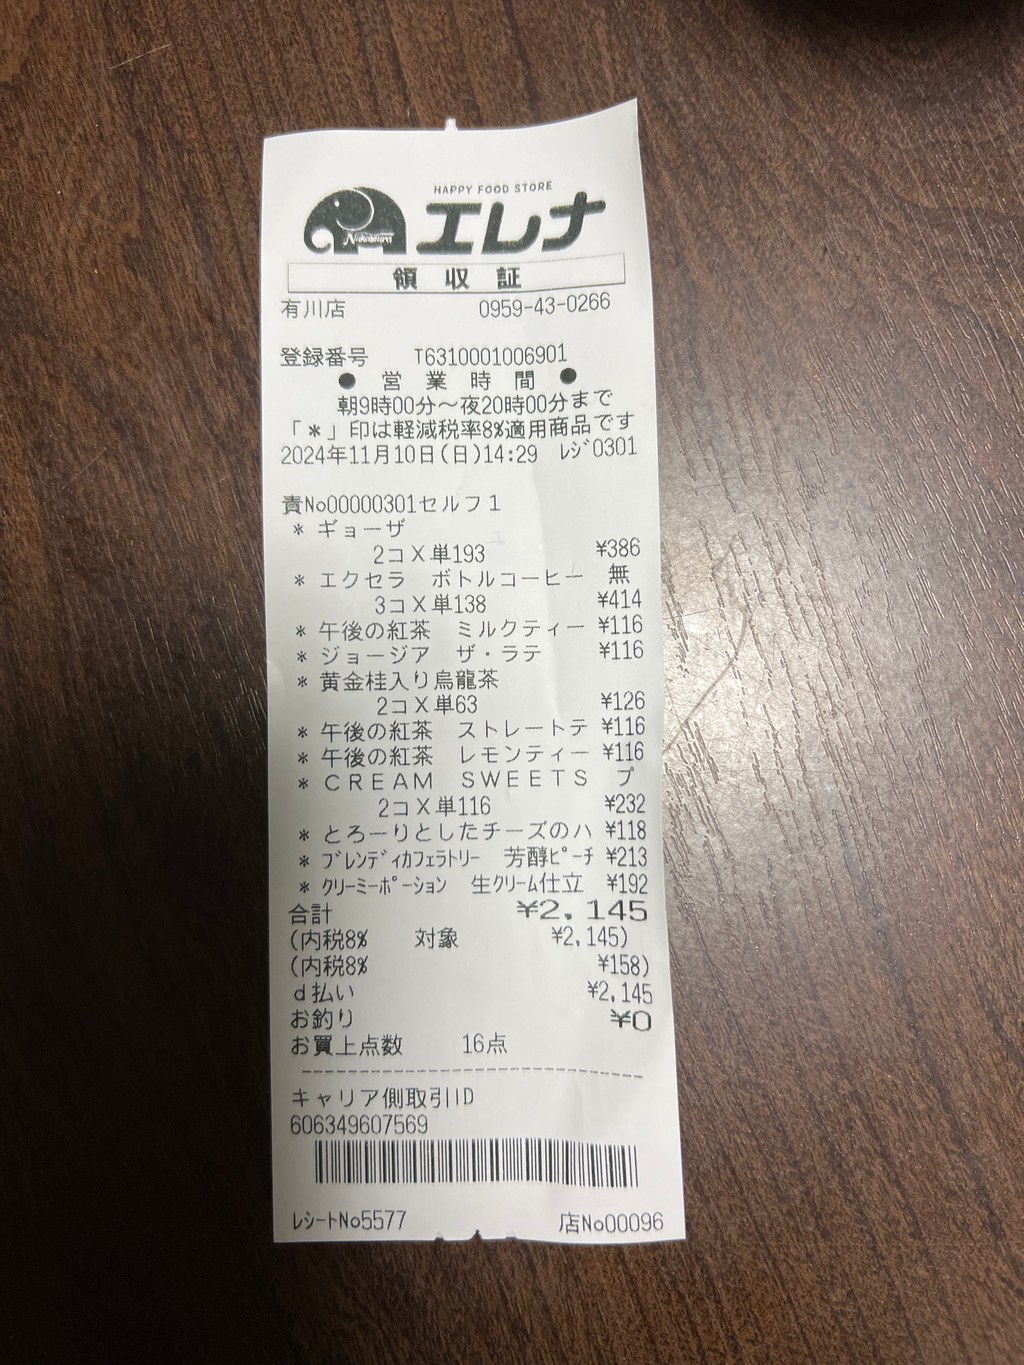 HAPPY FOOD STORE
Nakamura エレナ
領収証
有川店 0959-43-0266
登録番号 T6310001006901
● 営業時間 ●
朝9時00分～夜20時00分まで
「＊」印は軽減税率8%適用商品です
2024年11月10日(日)14:29 ﾚｼﾞ0301
責No00000301セルフ1
＊ ギョーザ
2コX単193 ¥386
＊ エクセラ ボトルコーヒー 無
3コX単138 ¥414
＊ 午後の紅茶 ミルクティー ¥116
＊ ジョージア ザ・ラテ ¥116
＊ 黄金桂入り烏龍茶
2コX単63 ¥126
＊ 午後の紅茶 ストレートテ ¥116
＊ 午後の紅茶 レモンティー ¥116
＊ ＣＲＥＡＭ ＳＷＥＥＴＳ プ
2コX単116 ¥232
＊ とろーりとしたチーズのハ ¥118
＊ ﾌﾞﾚﾝﾃﾞｨｶﾌｪﾗﾄﾘｰ 芳醇ﾋﾟｰﾁ ¥213
＊ ｸﾘｰﾐｰﾎﾟｰｼｮﾝ 生ｸﾘｰﾑ仕立 ¥192
合計 ¥2,145
(内税8% 対象 ¥2,145)
(内税8% ¥158)
ｄ払い ¥2,145
お釣り ¥0
お買上点数 16点
キャリア側取引ID
606349607569
ﾚｼｰﾄNo5577 店No00096